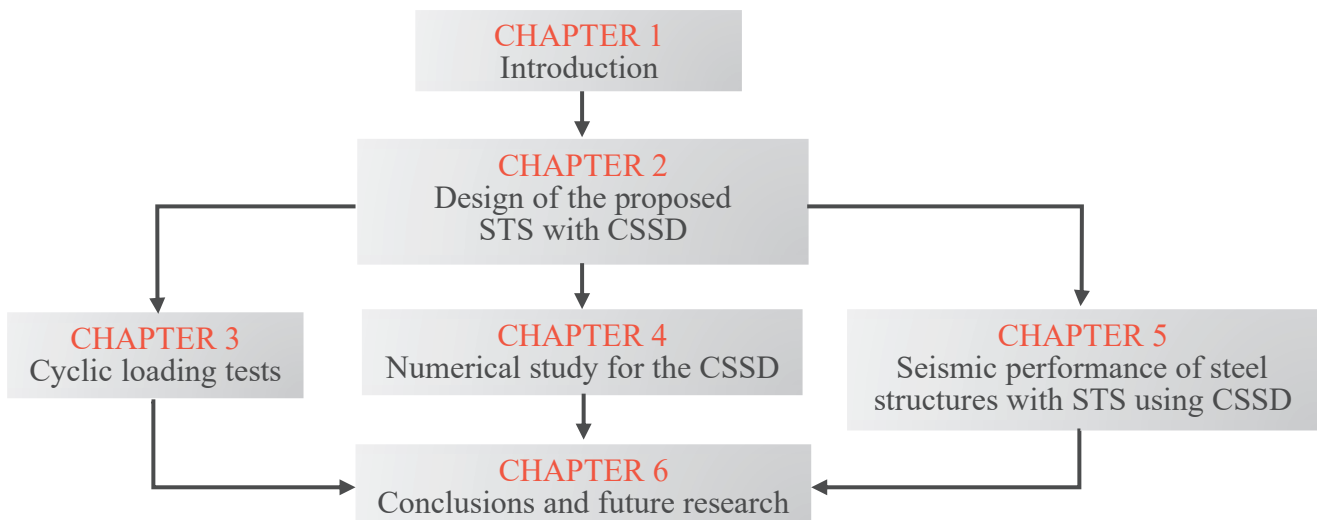 CHAPTER 1
Introduction
CHAPTER 2
Design of the proposed
STS with CSSD
CHAPTER 3
Cyclic loading tests
CHAPTER 4
Numerical study for the CSSD
CHAPTER 5
Seismic performance of steel
structures with STS using CSSD
CHAPTER 6
Conclusions and future research